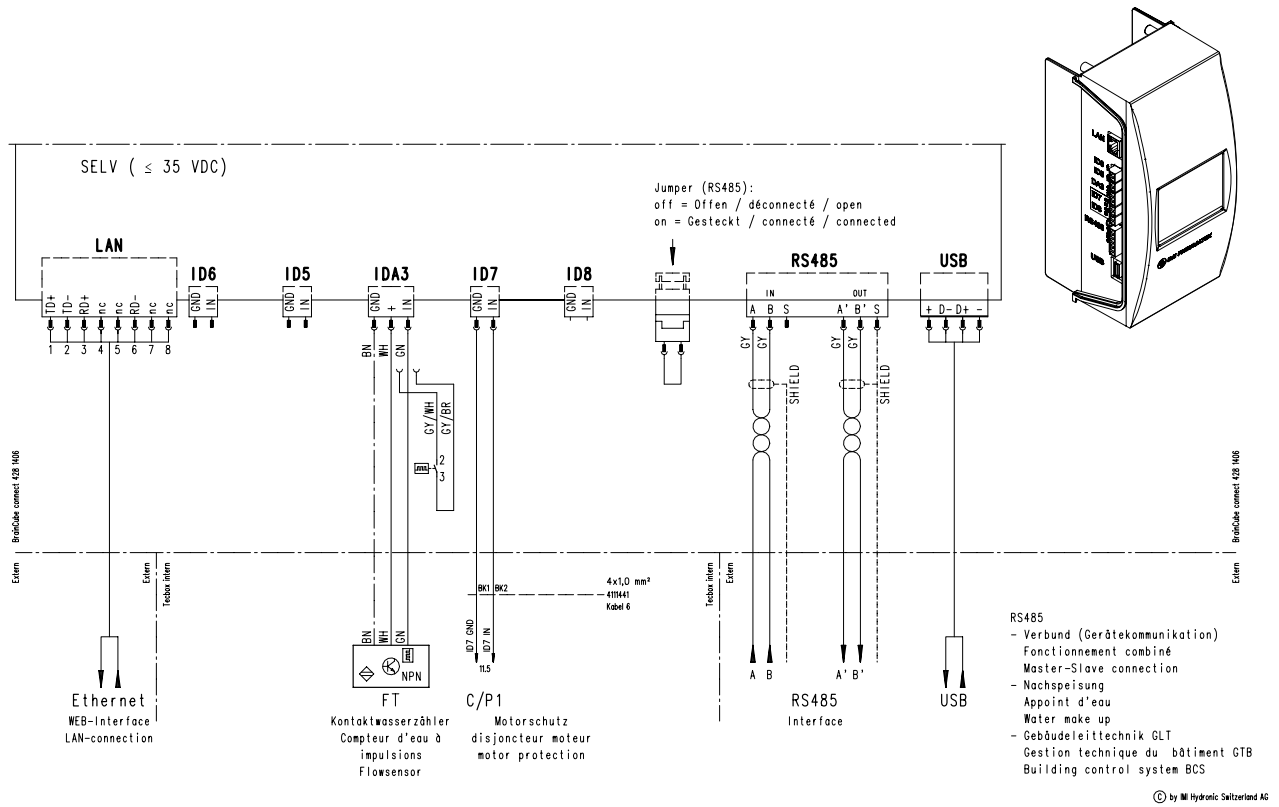 SELV ( ≤ 35 VDC)
Jumper (RS485):
off = Offen / déconnecté / open
on = Gesteckt / connecté / connected
LAN
ID6
ID5
IDA3
ID7
ID8
RS485
USB
TD+
TD-
RD+
nc
nc
RD-
nc
nc
GND
IN
GND
IN
GND
+
IN
GND
IN
GND
IN
IN
OUT
A B S
A' B' S
+ D- D+ -
1 2 3 4 5 6 7 8
BN
WH
GN
GY/WH
GY/BR
2
3
GY
GY
SHIELD
GY
GY
SHIELD
BrainCube connect 428 1406
Extern
Extern
Tecbox intern
BK1 BK2
4x1,0 mm²
4111441
Kabel 6
Tecbox intern
Extern
BrainCube connect 428 1406
Extern
BN
WH
GN
NPN
ID7 GND
ID7 IN
11.5
A B
A' B'
Ethernet
WEB-Interface
LAN-connection
FT
Kontaktwasserzähler
Compteur d'eau à
impulsions
Flowsensor
C/P1
Motorschutz
disjoncteur moteur
motor protection
RS485
Interface
USB
RS485
- Verbund (Gerätekommunikation)
Fonctionnement combiné
Master-Slave connection
- Nachspeisung
Appoint d'eau
Water make up
- Gebäudeleittechnik GLT
Gestion technique du bâtiment GTB
Building control system BCS
LAN
ID6
ID5
ID7
ID8
RS485
USB
© by IMI Hydronic Switzerland AG